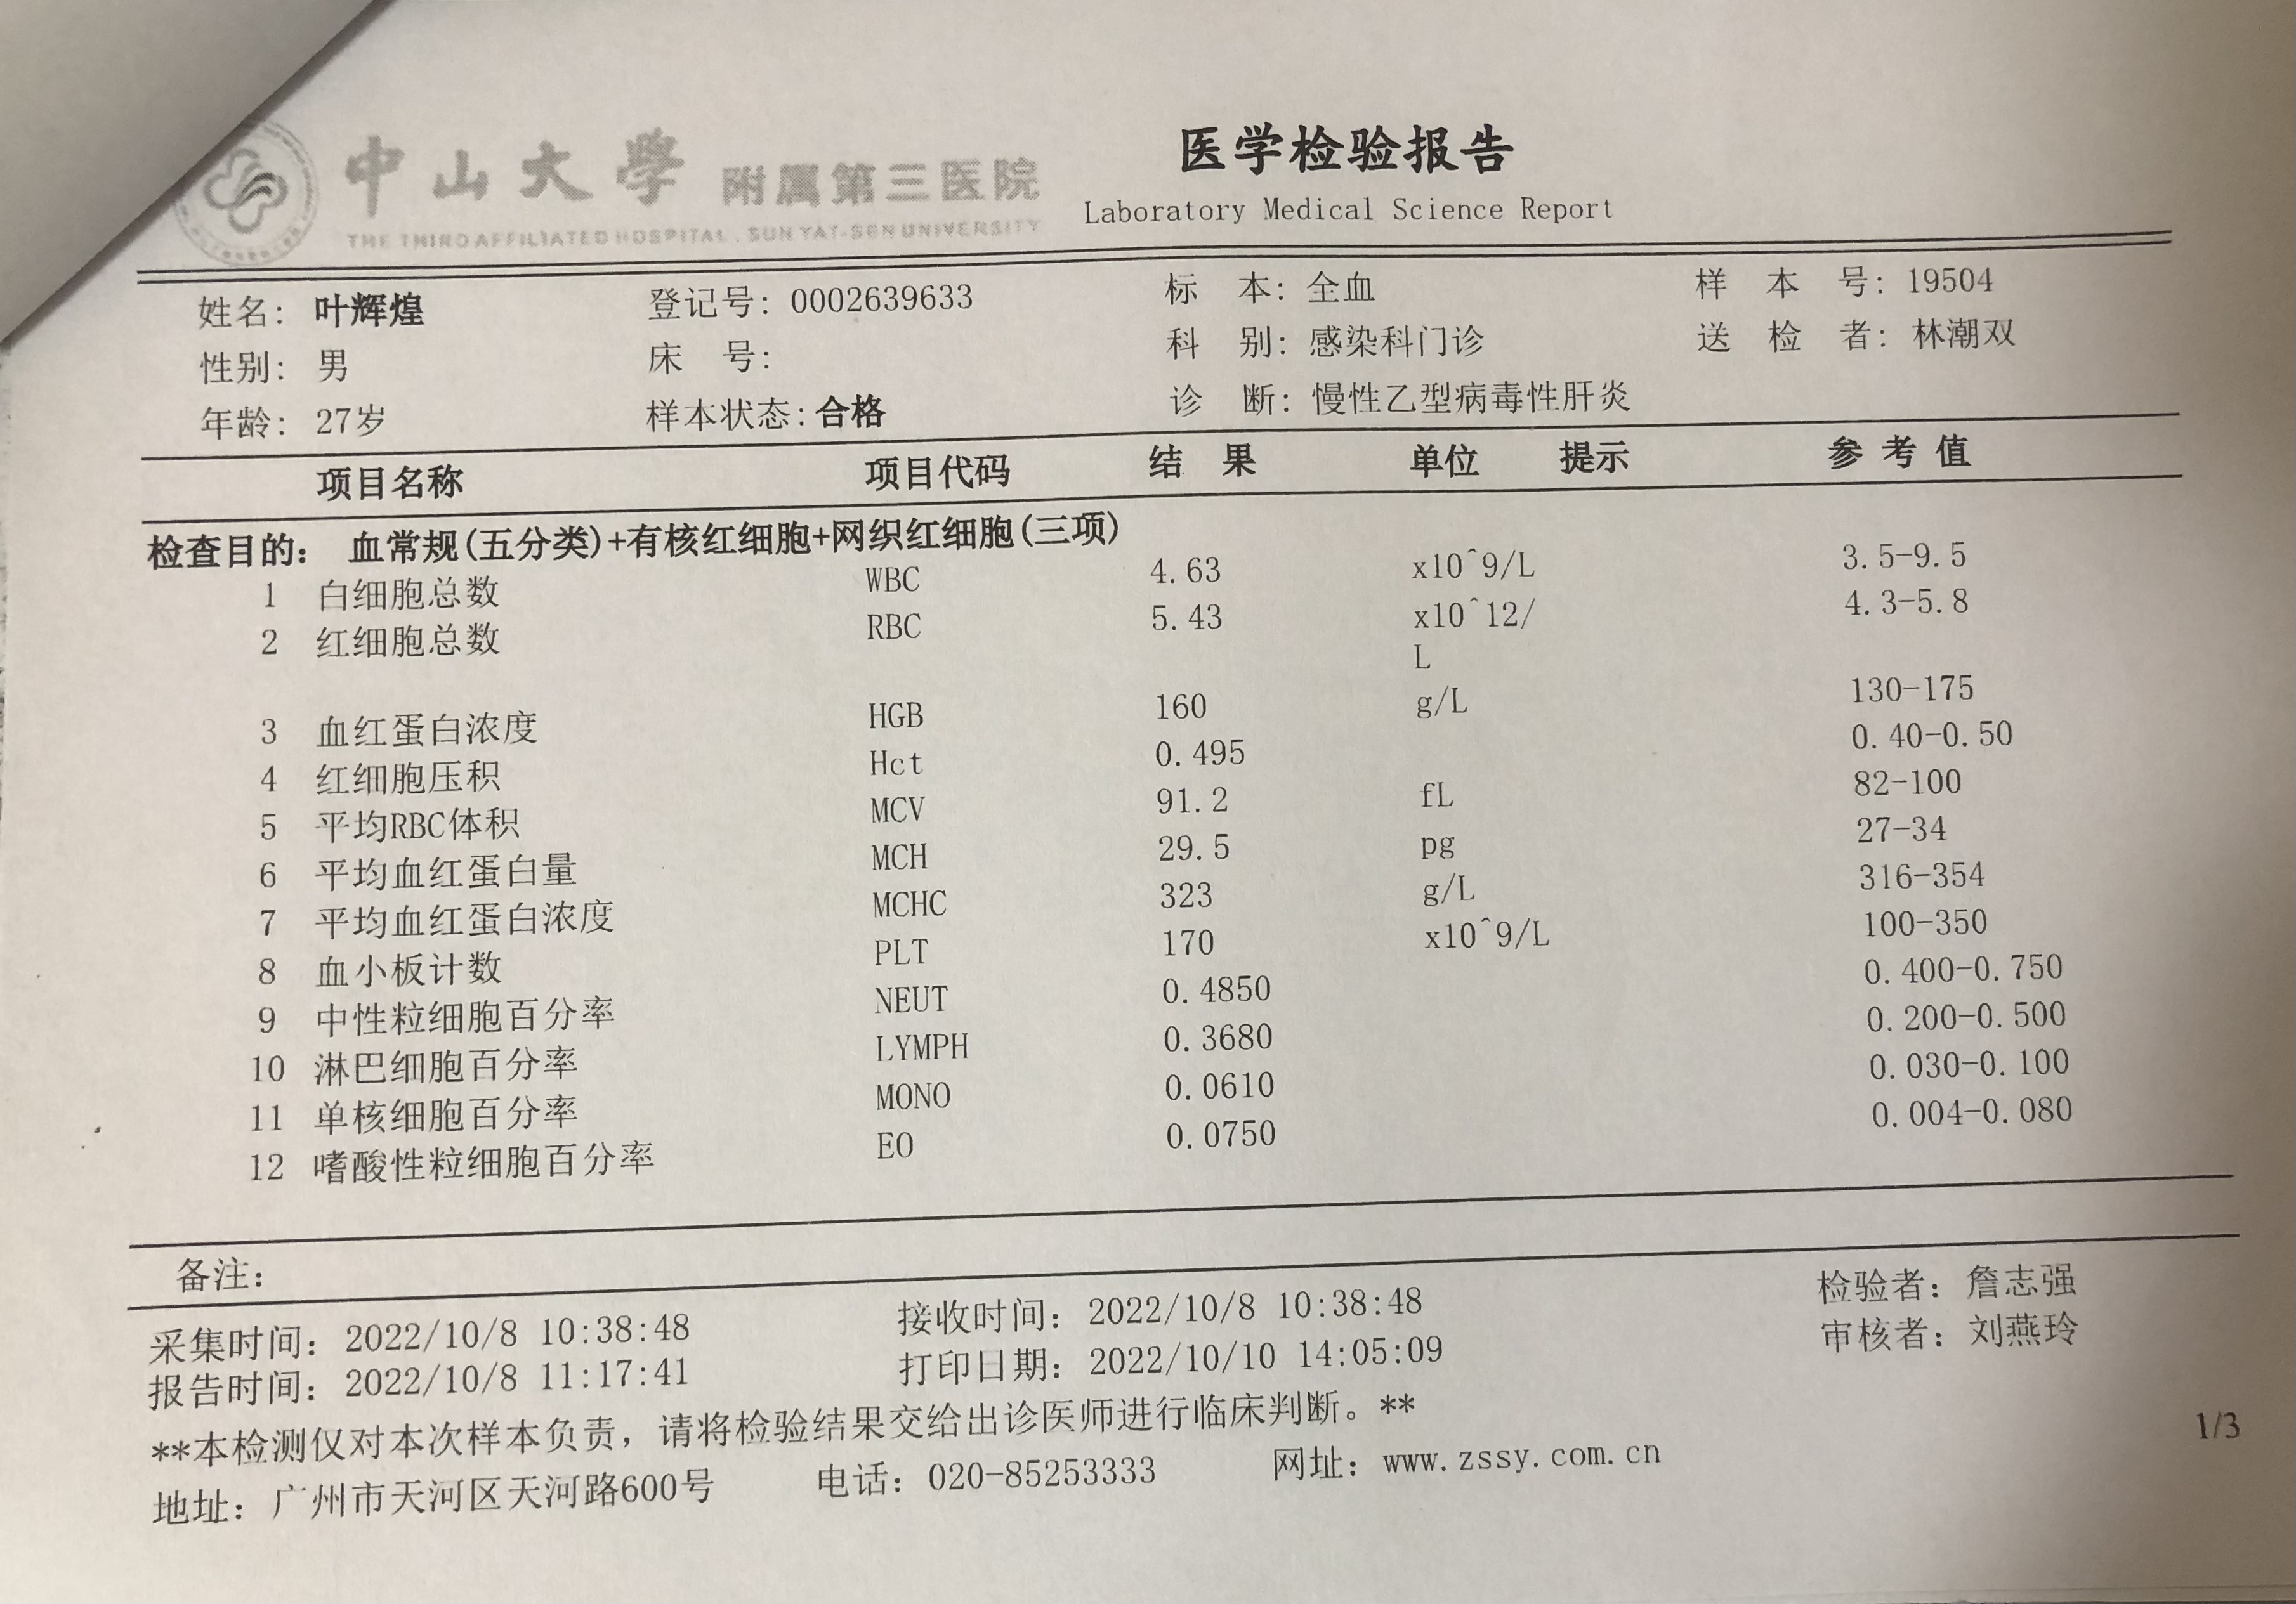 中山大學 附属第三医院
THE THIRD AFFILIATED HOSPITAL, SUN YAT-SEN UNIVERSITY
医学检验报告
Laboratory Medical Science Report
姓名: 叶辉煌 登记号: 0002639633 标 本: 全血 样 本 号: 19504
性别: 男 床 号: 科 别: 感染科门诊 送 检 者: 林潮双
年龄: 27岁 样本状态: 合格 诊 断: 慢性乙型病毒性肝炎
项目名称 项目代码 结 果 单位 提示 参 考 值
检查目的: 血常规(五分类)+有核红细胞+网织红细胞(三项)
1 白细胞总数 WBC 4.63 x10^9/L 3.5-9.5
2 红细胞总数 RBC 5.43 x10^12/ 4.3-5.8
L
3 血红蛋白浓度 HGB 160 g/L 130-175
4 红细胞压积 Hct 0.495 0.40-0.50
5 平均RBC体积 MCV 91.2 fL 82-100
6 平均血红蛋白量 MCH 29.5 pg 27-34
7 平均血红蛋白浓度 MCHC 323 g/L 316-354
8 血小板计数 PLT 170 x10^9/L 100-350
9 中性粒细胞百分率 NEUT 0.4850 0.400-0.750
10 淋巴细胞百分率 LYMPH 0.3680 0.200-0.500
11 单核细胞百分率 MONO 0.0610 0.030-0.100
12 嗜酸性粒细胞百分率 EO 0.0750 0.004-0.080
备注:
采集时间: 2022/10/8 10:38:48 接收时间: 2022/10/8 10:38:48 检验者: 詹志强
报告时间: 2022/10/8 11:17:41 打印日期: 2022/10/10 14:05:09 审核者: 刘燕玲
**本检测仅对本次样本负责，请将检验结果交给出诊医师进行临床判断。**
1/3
地址: 广州市天河区天河路600号 电话: 020-85253333 网址: www.zssy.com.cn